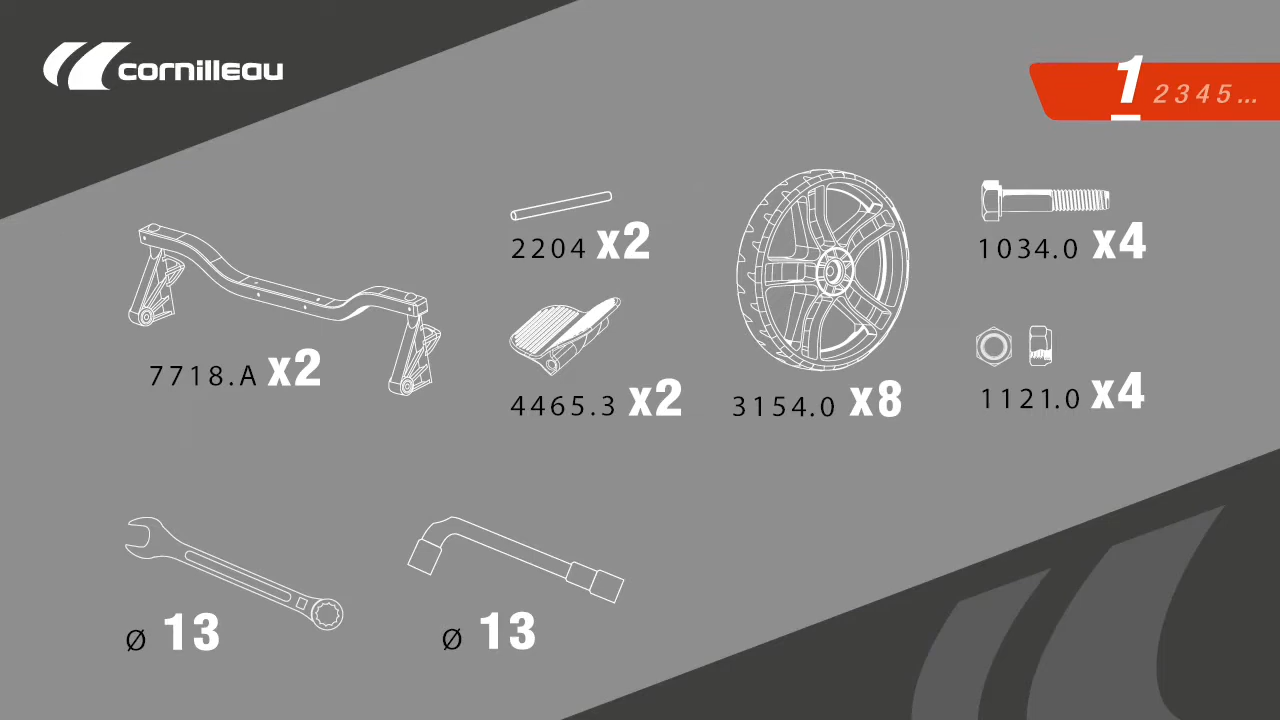 cornilleau
1 2 3 4 5 ...
2204 x2
1034.0 x4
7718.A x2
4465.3 x2
3154.0 x8
1121.0 x4
Ø 13
Ø 13